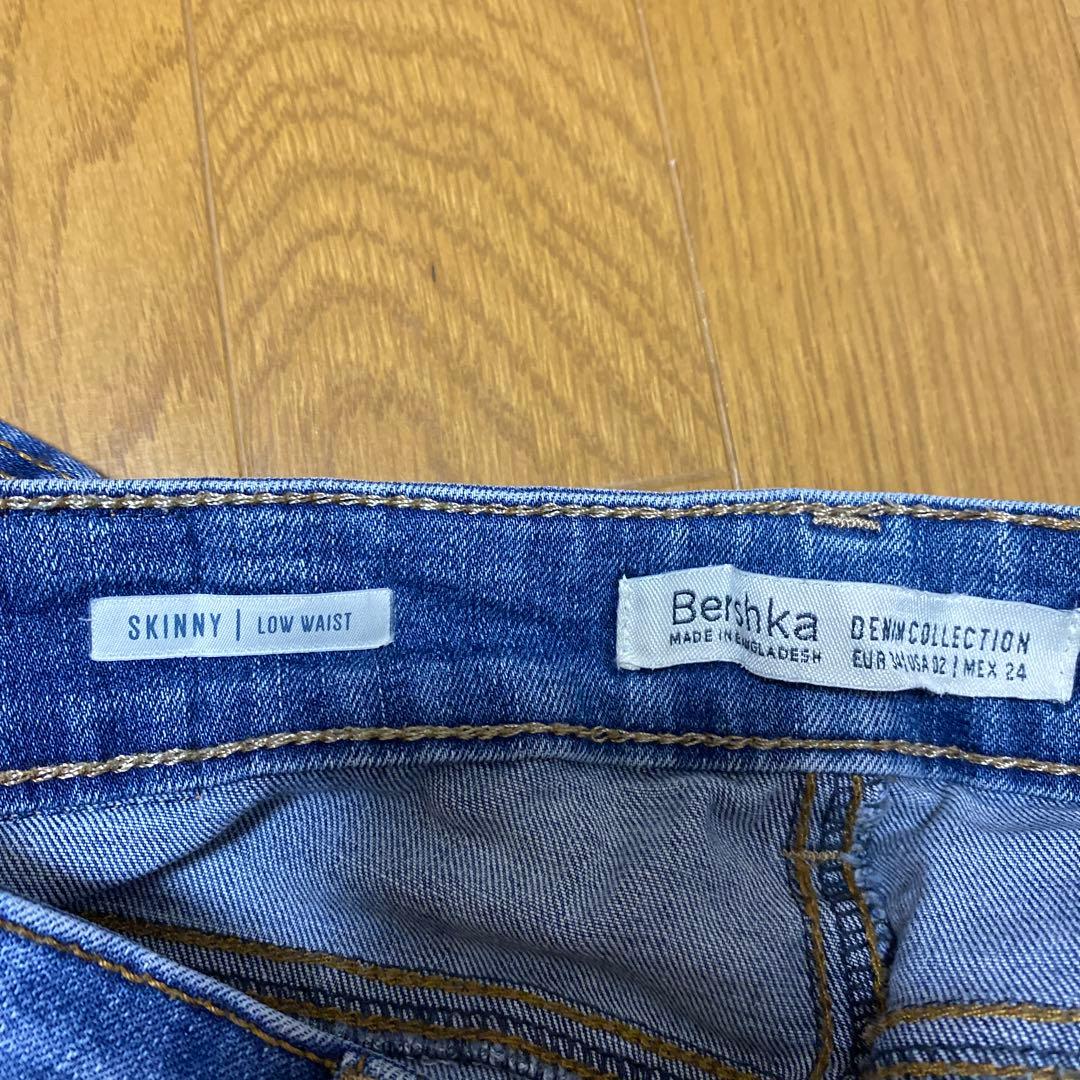 SKINNY | LOW WAIST
Bershka
MADE IN BANGLADESH
DENIM COLLECTION
EUR 34 | USA 02 | MEX 24